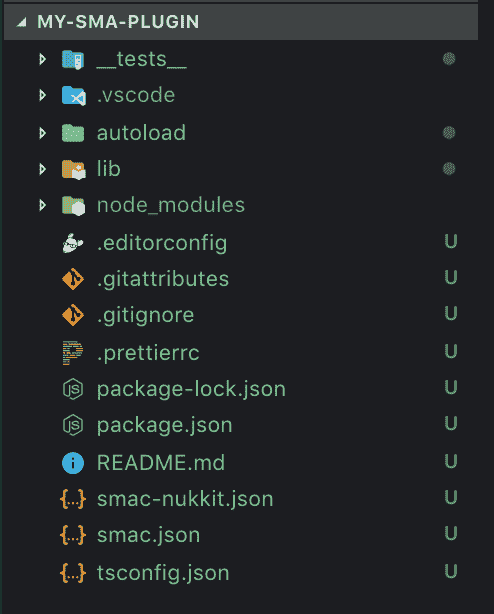 MY-SMA-PLUGIN
__tests__
.vscode
autoload
lib
node_modules
.editorconfig U
.gitattributes U
.gitignore U
.prettierrc U
package-lock.json U
package.json U
README.md U
{...} smac-nukkit.json U
{...} smac.json U
{...} tsconfig.json U